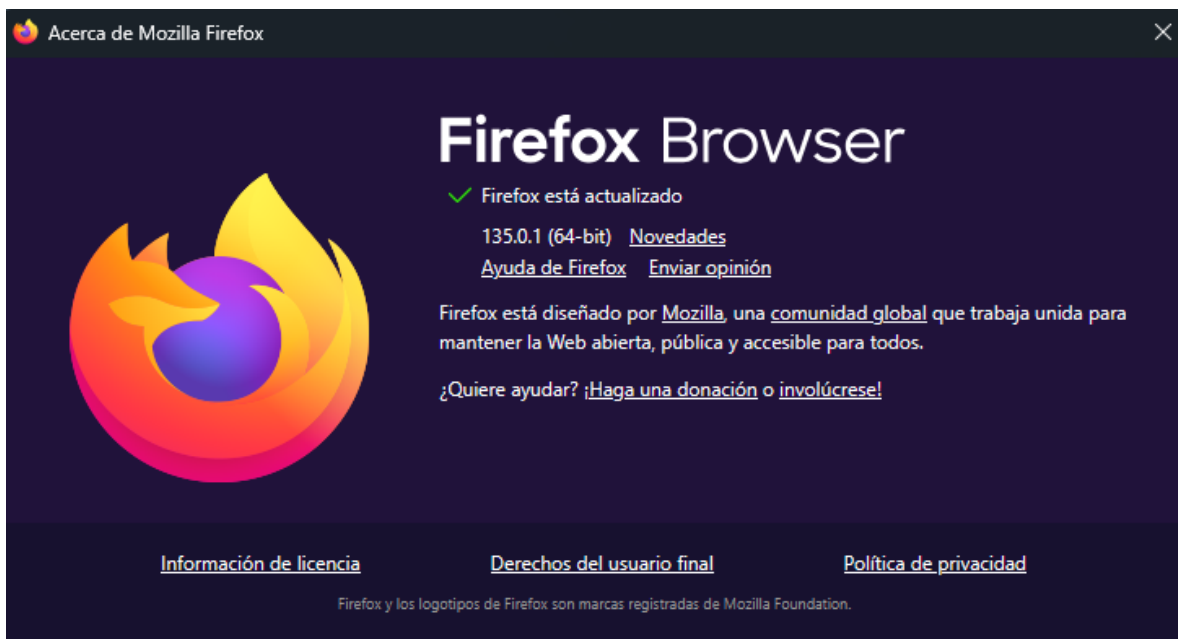 Acerca de Mozilla Firefox
Firefox Browser
Firefox está actualizado
135.0.1 (64-bit) Novedades
Ayuda de Firefox Enviar opinión
Firefox está diseñado por Mozilla, una comunidad global que trabaja unida para
mantener la Web abierta, pública y accesible para todos.
¿Quiere ayudar? ¡Haga una donación o involúcrese!
Información de licencia Derechos del usuario final Política de privacidad
Firefox y los logotipos de Firefox son marcas registradas de Mozilla Foundation.